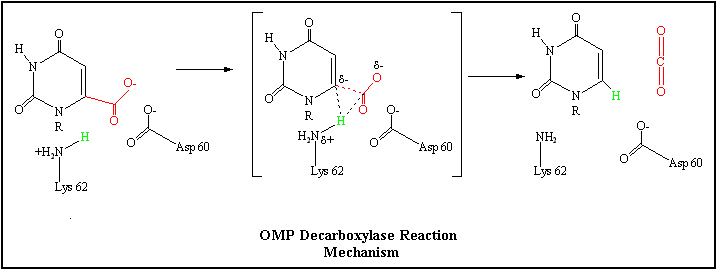 O
H
N
O
N
R
O-
O
H
+H2N
Lys 62
O-
O
Asp 60
O
H
N
O
N
R
δ-
δ-
O
O
H
H2N
δ+
Lys 62
O-
O
Asp 60
O
H
N
O
N
R
H
O
C
O
NH2
Lys 62
O-
O
Asp 60
OMP Decarboxylase Reaction
Mechanism